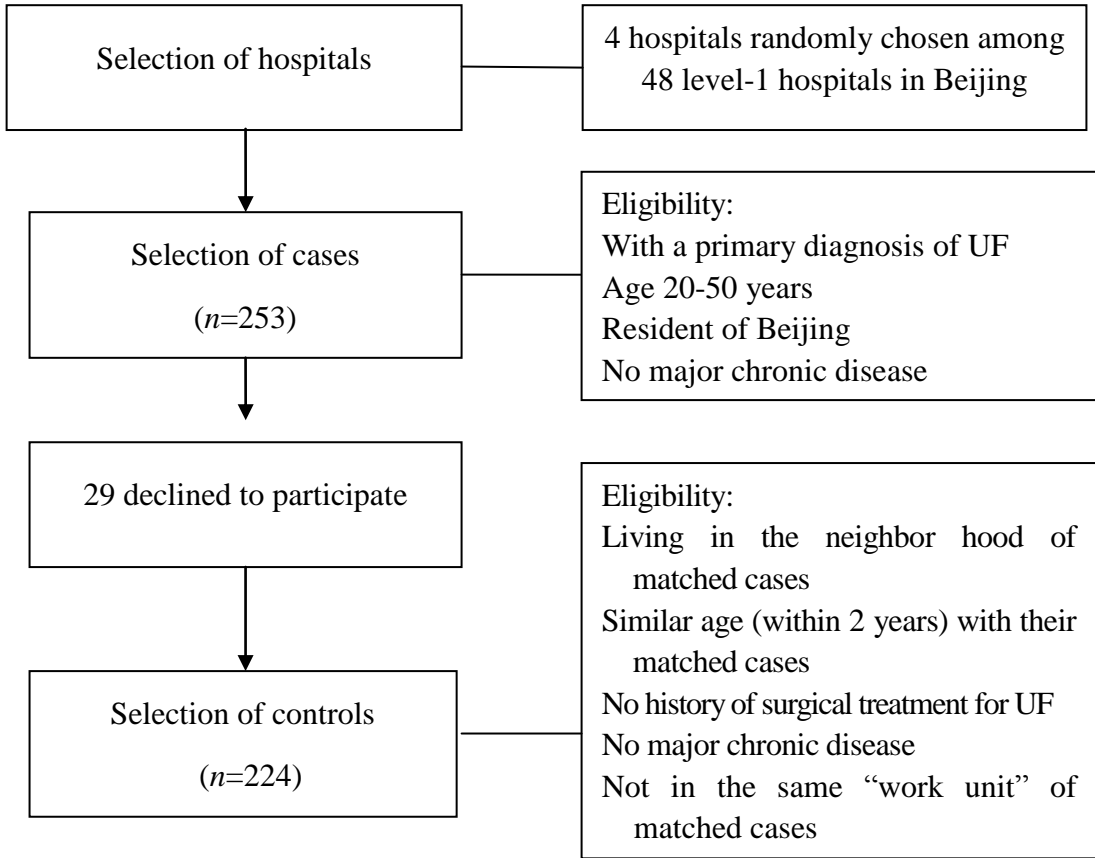 Selection of hospitals
4 hospitals randomly chosen among
48 level-1 hospitals in Beijing
Selection of cases
(n=253)
Eligibility:
With a primary diagnosis of UF
Age 20-50 years
Resident of Beijing
No major chronic disease
29 declined to participate
Selection of controls
(n=224)
Eligibility:
Living in the neighbor hood of
matched cases
Similar age (within 2 years) with their
matched cases
No history of surgical treatment for UF
No major chronic disease
Not in the same “work unit” of
matched cases